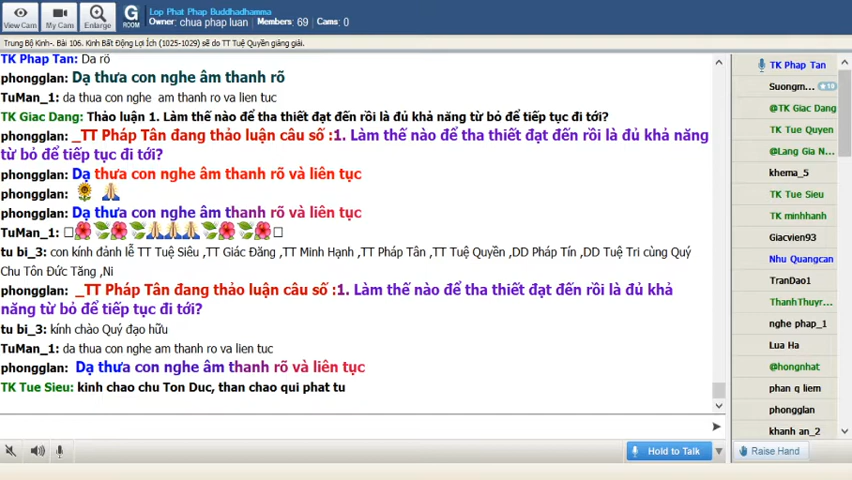 Lop Phat Phap Buddhadhamma
Owner: chua phap luan Members: 69 Cams: 0
View Cam
My Cam
Enlarge
G
ROOM
Trung Bộ Kinh-. Bài 106. Kinh Bất Động Lợi Ích (1025-1029) sẽ do TT Tuệ Quyền giảng giải.
TK Phap Tan: Da rõ
phongglan: Dạ thưa con nghe âm thanh rõ
TuMan_1: da thua con nghe am thanh ro va lien tuc
TK Giac Dang: Thảo luận 1. Làm thế nào để tha thiết đạt đến rồi là đủ khả năng từ bỏ để tiếp tục đi tới?
phongglan: _TT Pháp Tân đang thảo luận câu số :1. Làm thế nào để tha thiết đạt đến rồi là đủ khả năng
từ bỏ để tiếp tục đi tới?
phongglan: Dạ thưa con nghe âm thanh rõ và liên tục
phongglan:
phongglan: Dạ thưa con nghe âm thanh rõ và liên tục
TuMan_1:
tu bi_3: con kính đảnh lễ TT Tuệ Siêu ,TT Giác Đăng ,TT Minh Hạnh ,TT Pháp Tân ,TT Tuệ Quyền ,DD Pháp Tín ,DD Tuệ Tri cùng Quý
Chu Tôn Đức Tăng ,Ni
phongglan: _TT Pháp Tân đang thảo luận câu số :1. Làm thế nào để tha thiết đạt đến rồi là đủ khả
năng từ bỏ để tiếp tục đi tới?
tu bi_3: kính chào Quý đạo hữu
TuMan_1: da thua con nghe am thanh ro va lien tuc
phongglan: Dạ thưa con nghe âm thanh rõ và liên tục
TK Tue Sieu: kinh chao chu Ton Duc, than chao qui phat tu
Hold to Talk
TK Phap Tan
Suongm... +10
@TK Giac Dang
TK Tue Quyen
@Lang Gia N...
khema_5
TK Tue Sieu
TK minhhanh
Giacvien93
Nhu Quangcan
TranDao1
ThanhThuyr...
nghe phap_1
Lua Ha
@hongnhat
phan q liem
phongglan
khanh an_2
Raise Hand